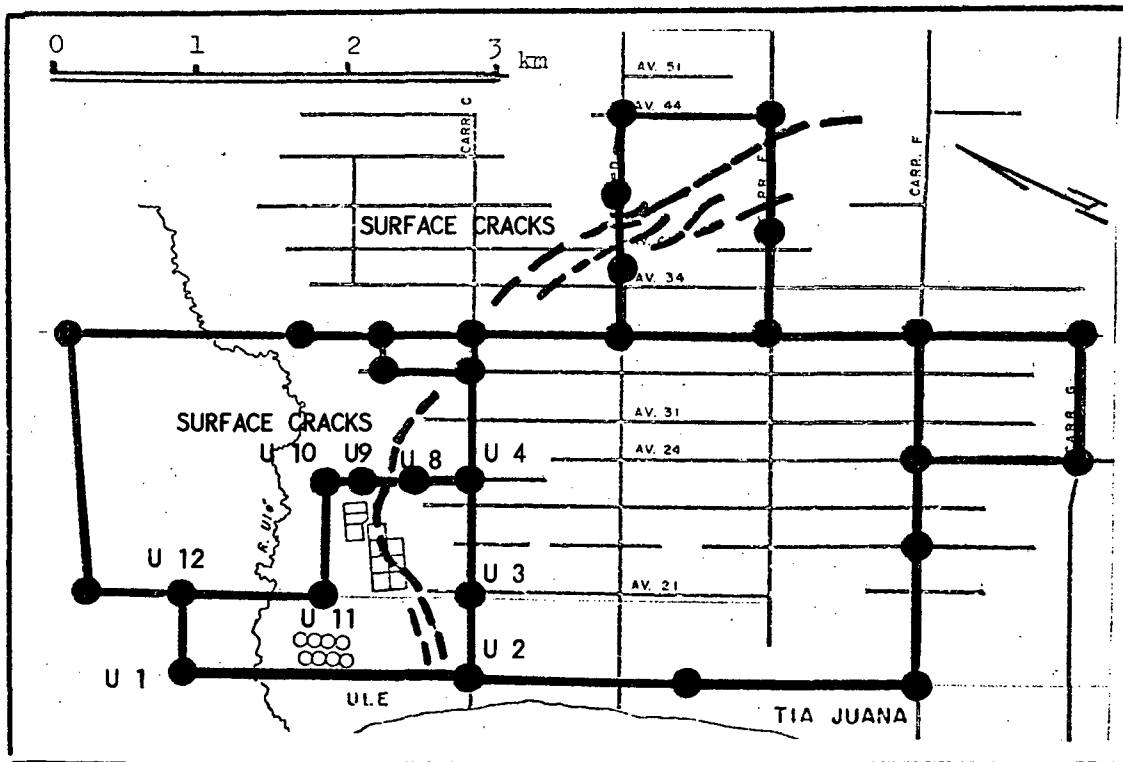 0 1 2 3 km
AV. 51
AV. 44
CARR. C
CARR. F
SURFACE CRACKS
AV. 34
SURFACE CRACKS
AV. 31
CARR. G
U 10 U9 U 8 U 4
AV. 24
R. Ule
U 12
U 3
AV. 21
U 11
U 2
U 1
ULE
TIA JUANA